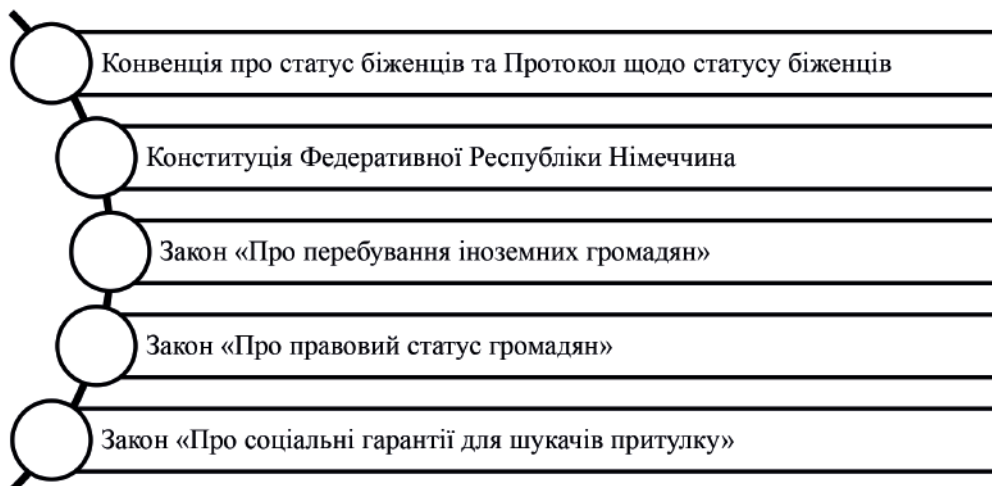 Конвенція про статус біженців та Протокол щодо статусу біженців
Конституція Федеративної Республіки Німеччина
Закон «Про перебування іноземних громадян»
Закон «Про правовий статус громадян»
Закон «Про соціальні гарантії для шукачів притулку»